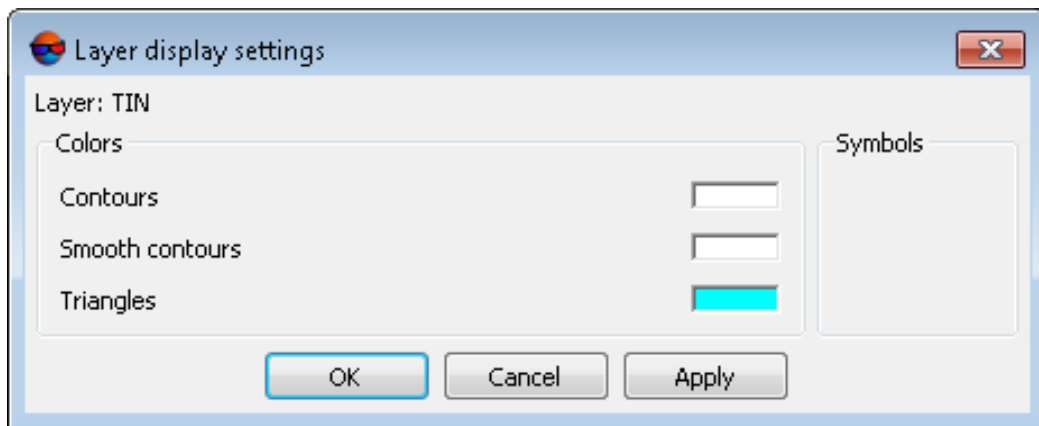 Layer display settings
Layer: TIN
Colors
Symbols
Contours
Smooth contours
Triangles
OK
Cancel
Apply